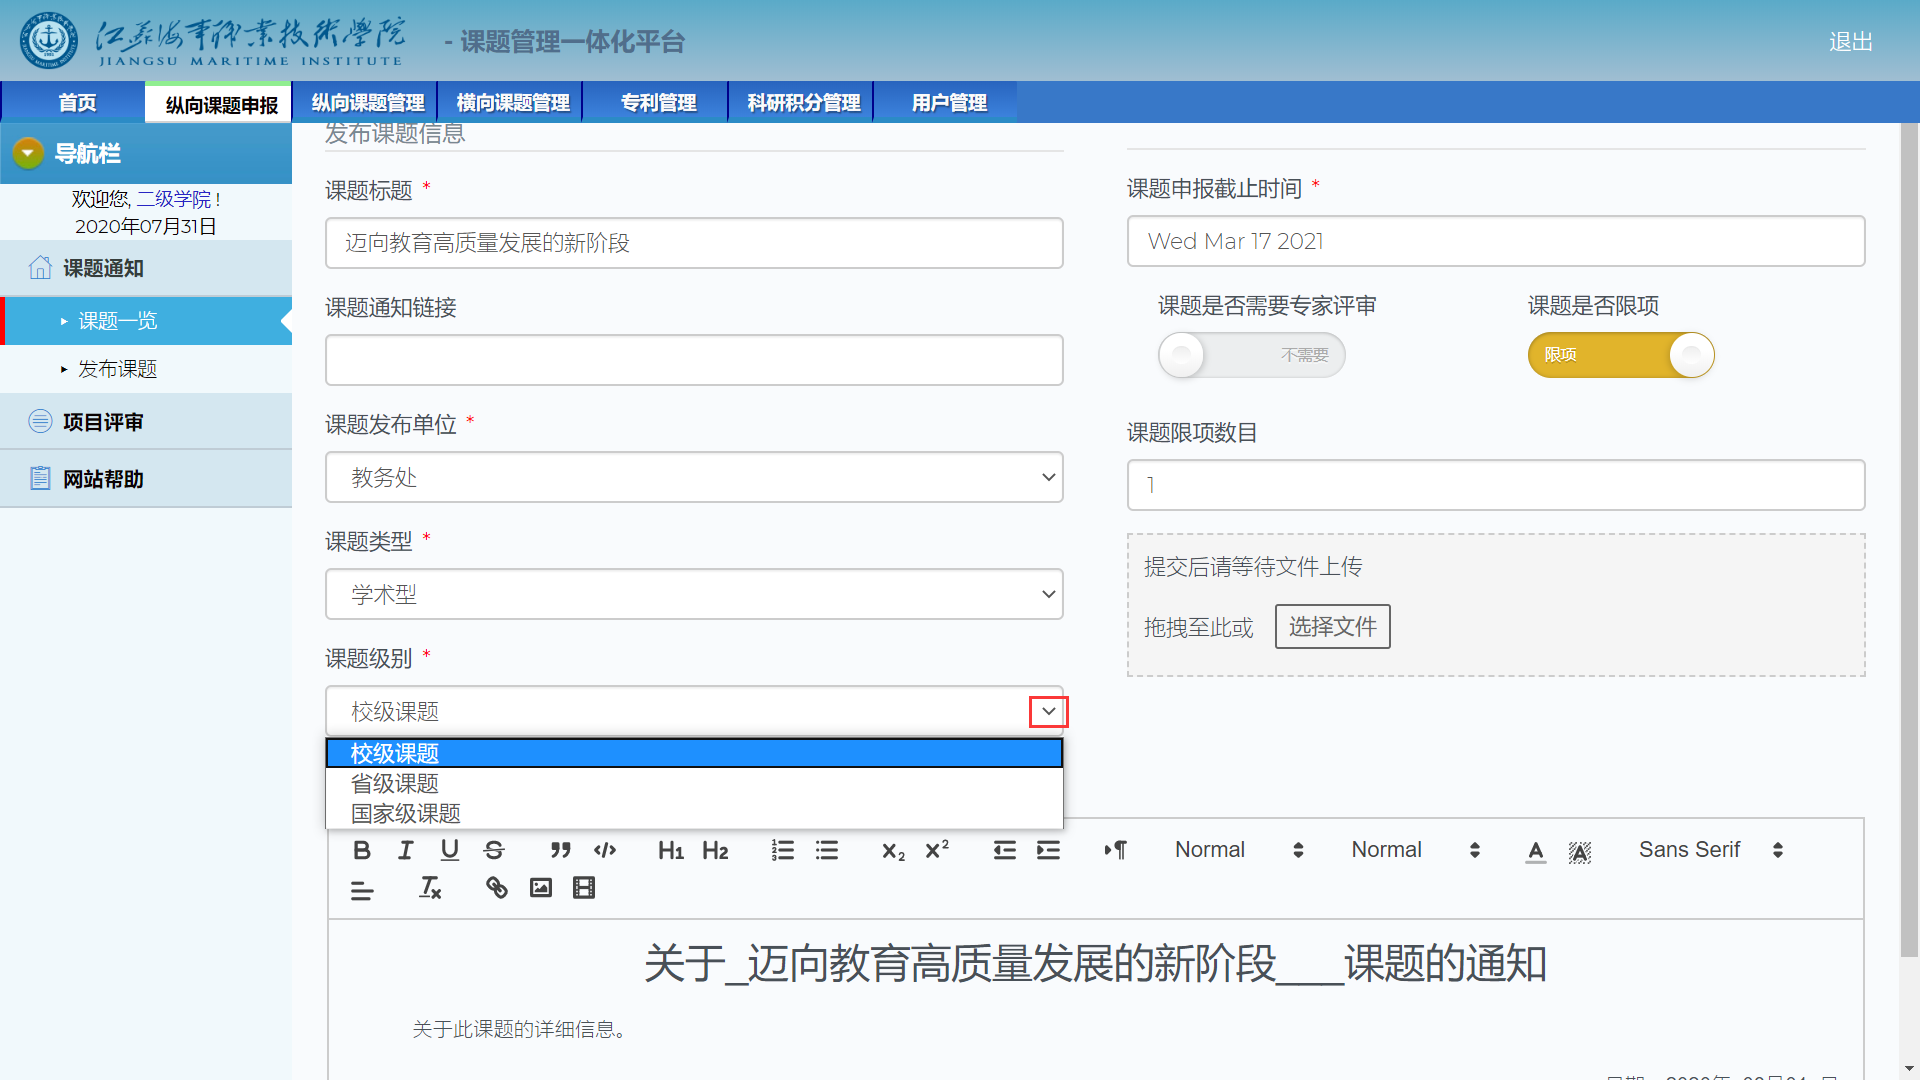 江苏海事职业技术学院
JIANGSU MARITIME INSTITUTE
- 课题管理一体化平台
退出
首页 纵向课题申报 纵向课题管理 横向课题管理 专利管理 科研积分管理 用户管理
导航栏
欢迎您, 二级学院 !
2020年07月31日
课题通知
课题一览
发布课题
项目评审
网站帮助
发布课题信息
课题标题 *
迈向教育高质量发展的新阶段
课题通知链接
课题发布单位 *
教务处
课题类型 *
学术型
课题级别 *
校级课题
校级课题
省级课题
国家级课题
课题申报截止时间 *
Wed Mar 17 2021
课题是否需要专家评审 课题是否限项
不需要 限项
课题限项数目
1
提交后请等待文件上传
拖拽至此或 选择文件
Normal Normal Sans Serif
关于_迈向教育高质量发展的新阶段___课题的通知
关于此课题的详细信息。